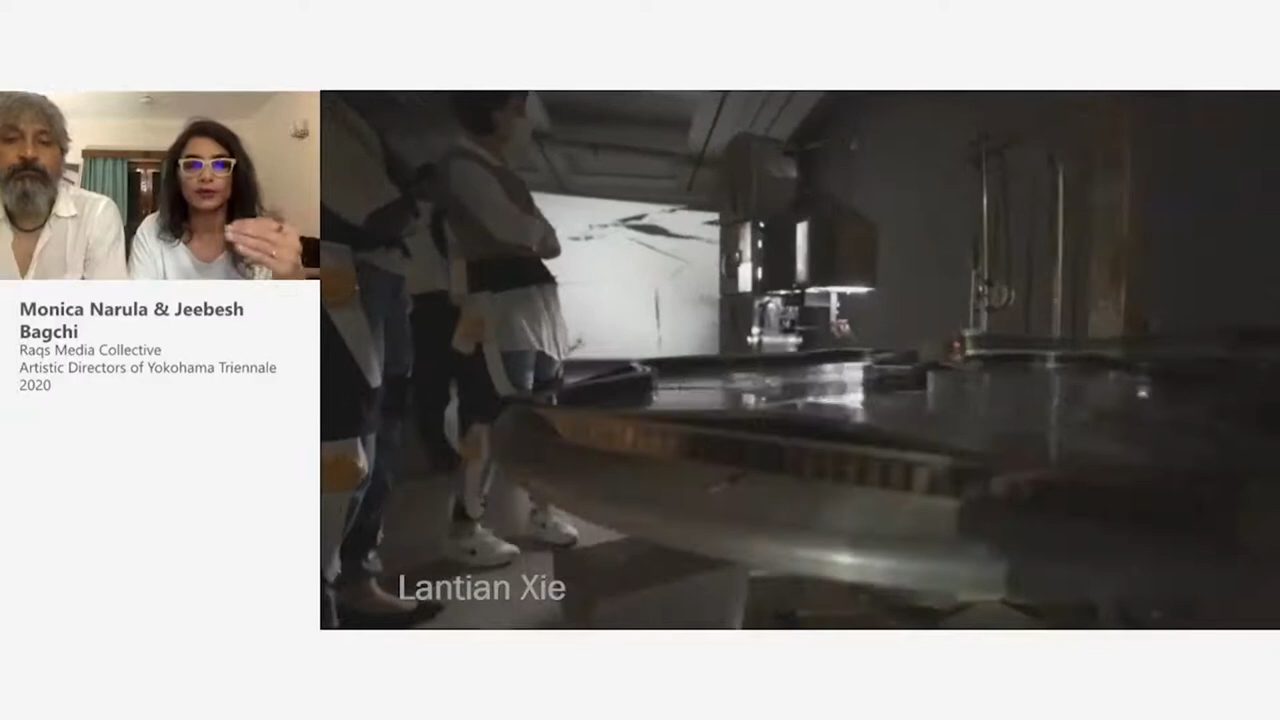 Monica Narula & Jeebesh
Bagchi
Raqs Media Collective
Artistic Directors of Yokohama Triennale
2020
Lantian Xie